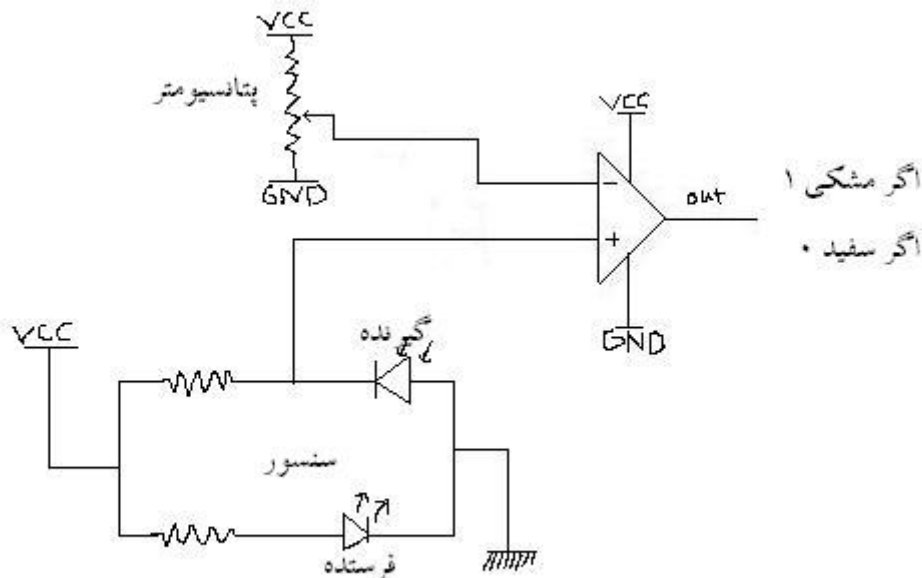 VCC
پتانسیومتر
GND
VCC
-
+
out
GND
اگر مشکی ۱
اگر سفید ۰
VCC
گیرنده
سنسور
فرستنده